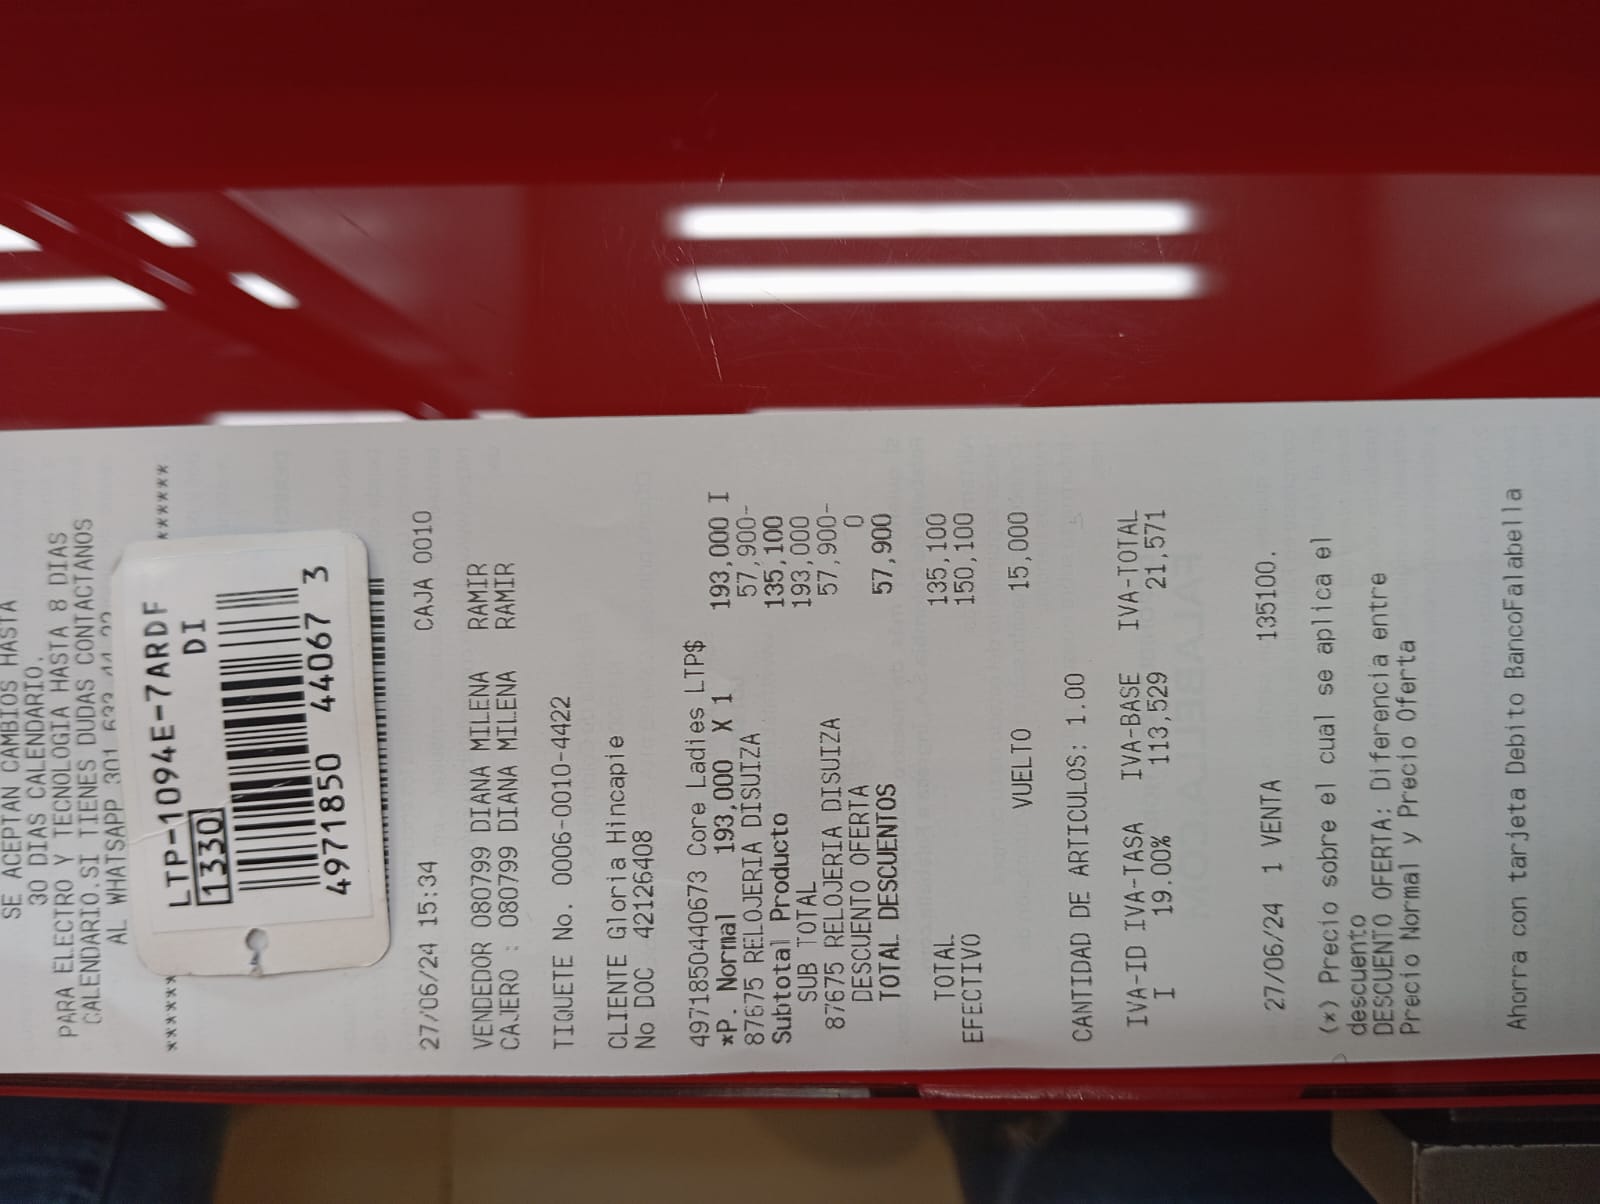 SE ACEPTAN CAMBIOS HASTA
30 DIAS CALENDARIO.
PARA ELECTRO Y TECNOLOGIA HASTA 8 DIAS
CALENDARIO.SI TIENES DUDAS CONTACTANOS
AL WHATSAPP 301
LTP-1094E-7ARDF
1330 DI
4971850 44067 3
27/06/24 15:34 CAJA 0010
VENDEDOR 080799 DIANA MILENA RAMIR
CAJERO : 080799 DIANA MILENA RAMIR
TIQUETE No. 0006-0010-4422
CLIENTE Gloria Hincapie
No DOC 42126408
4971850440673 Core Ladies LTP$ 193,000 I
*P. Normal 193,000 X 1
87675 RELOJERIA DISUIZA 57,900-
Subtotal Producto 135,100
SUB TOTAL 193,000
87675 RELOJERIA DISUIZA 57,900-
DESCUENTO OFERTA 0
TOTAL DESCUENTOS 57,900
TOTAL 135,100
EFECTIVO 150,100
VUELTO 15,000
CANTIDAD DE ARTICULOS: 1.00
IVA-ID IVA-TASA IVA-BASE IVA-TOTAL
I 19.00% 113,529 21,571
27/06/24 1 VENTA 135100.
(*) Precio sobre el cual se aplica el
descuento
DESCUENTO OFERTA: Diferencia entre
Precio Normal y Precio Oferta
Ahorra con tarjeta Debito BancoFalabella